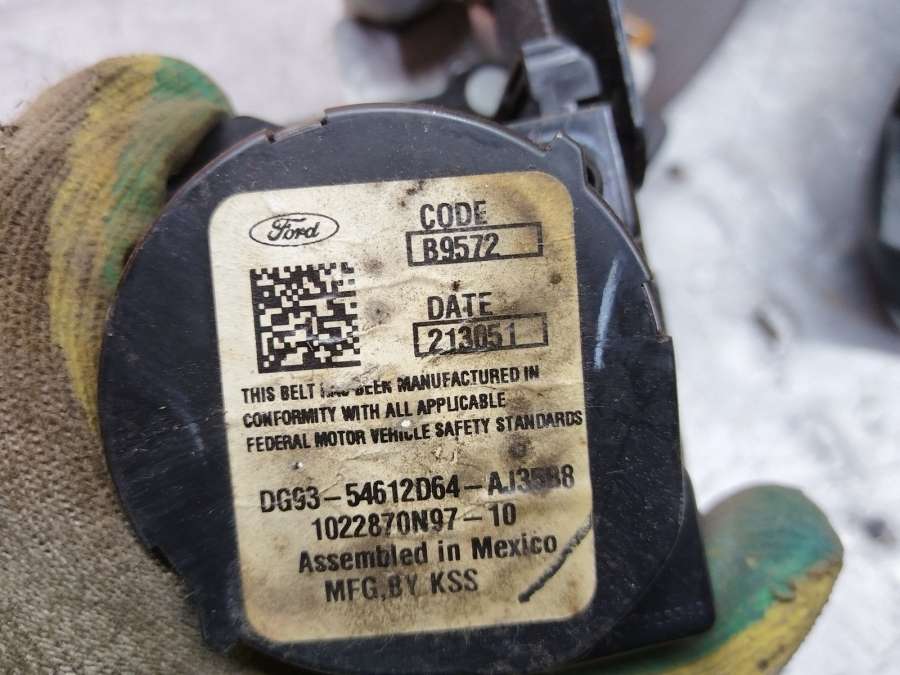 Ford
CODE
B9572
DATE
213051
THIS BELT HAS BEEN MANUFACTURED IN
CONFORMITY WITH ALL APPLICABLE
FEDERAL MOTOR VEHICLE SAFETY STANDARDS
DG93-54612D64-AJ35B8
1022870N97-10
Assembled in Mexico
MFG.BY KSS